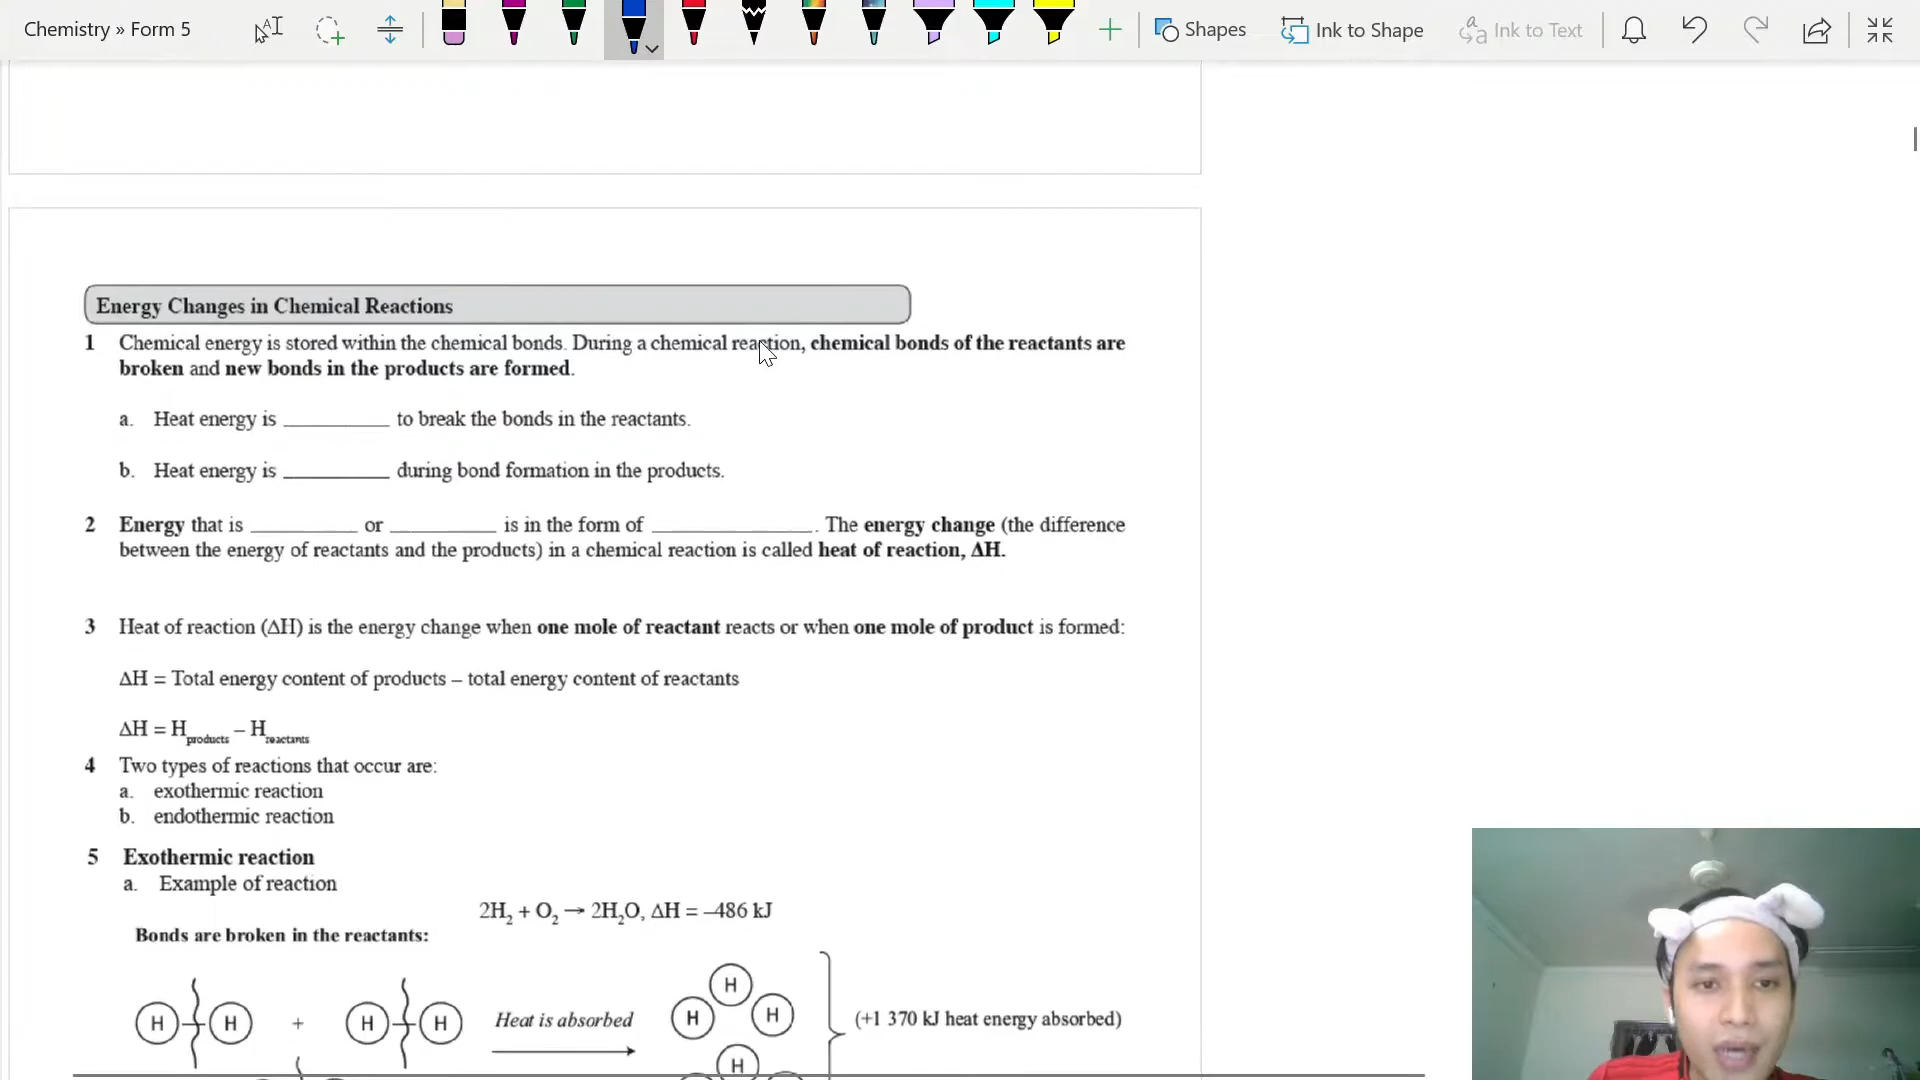 Chemistry » Form 5
Shapes
Ink to Shape
Ink to Text
Energy Changes in Chemical Reactions
1 Chemical energy is stored within the chemical bonds. During a chemical reaction, chemical bonds of the reactants are
broken and new bonds in the products are formed.
a. Heat energy is __________ to break the bonds in the reactants.
b. Heat energy is __________ during bond formation in the products.
2 Energy that is __________ or __________ is in the form of _______________. The energy change (the difference
between the energy of reactants and the products) in a chemical reaction is called heat of reaction, ΔH.
3 Heat of reaction (ΔH) is the energy change when one mole of reactant reacts or when one mole of product is formed:
ΔH = Total energy content of products – total energy content of reactants
ΔH = H products – H reactants
4 Two types of reactions that occur are:
a. exothermic reaction
b. endothermic reaction
5 Exothermic reaction
a. Example of reaction
2H₂ + O₂ → 2H₂O, ΔH = –486 kJ
Bonds are broken in the reactants:
H H + H H Heat is absorbed H H H H (+1 370 kJ heat energy absorbed)